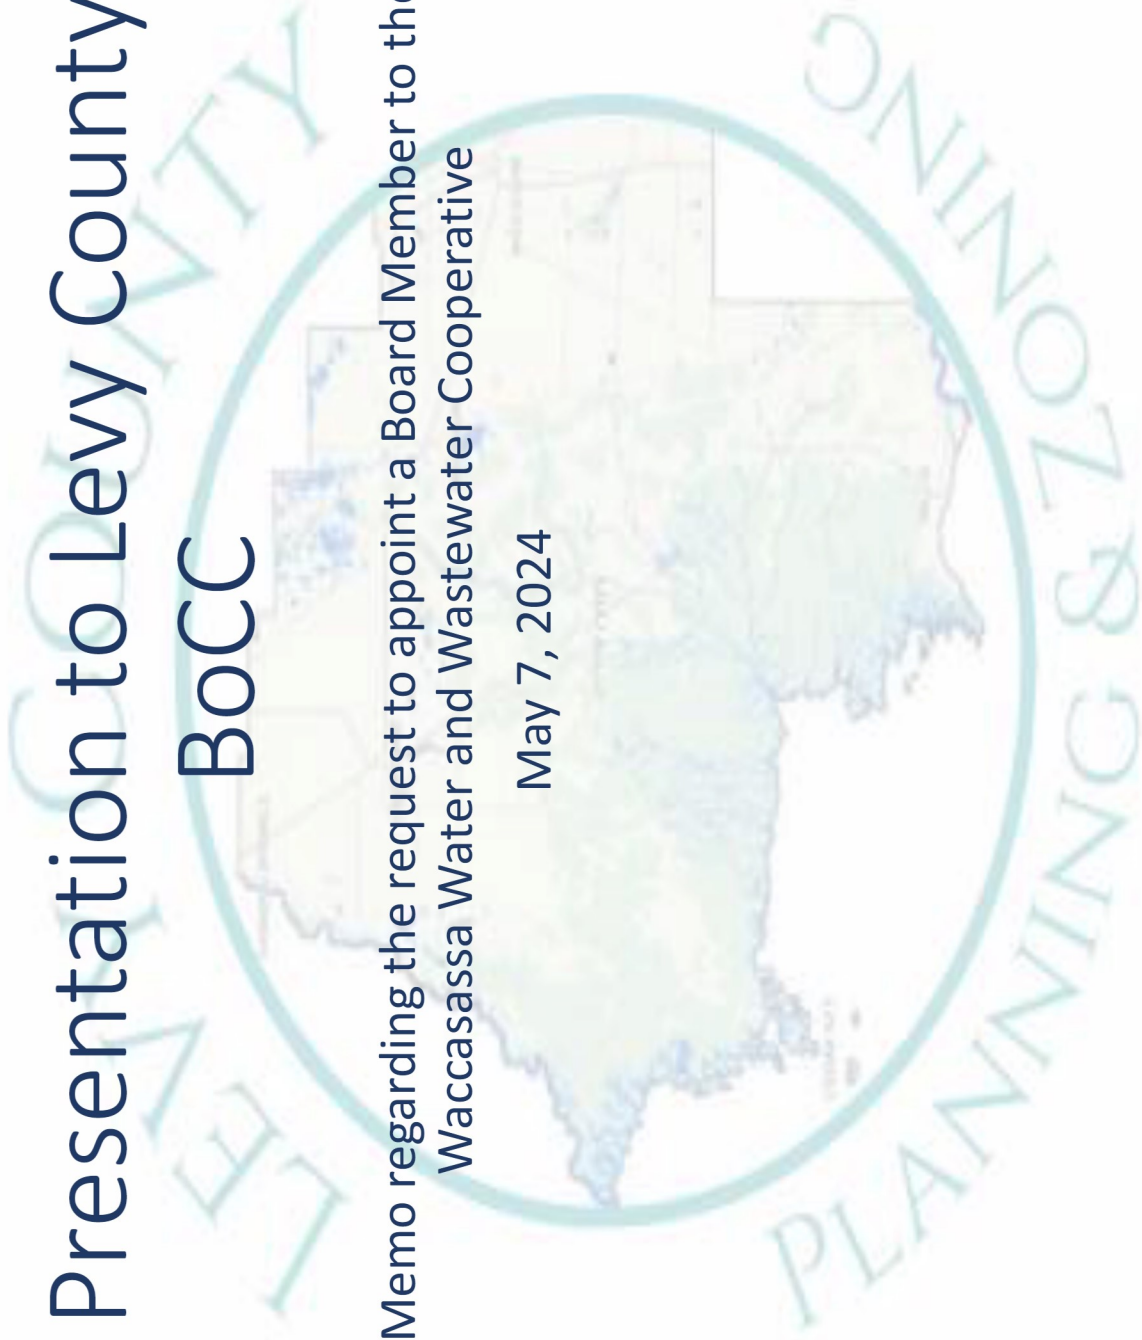 Presentation to Levy County
BoCC
Memo regarding the request to appoint a Board Member to the
Waccasassa Water and Wastewater Cooperative
May 7, 2024
LEVY COUNTY
PLANNING & ZONING